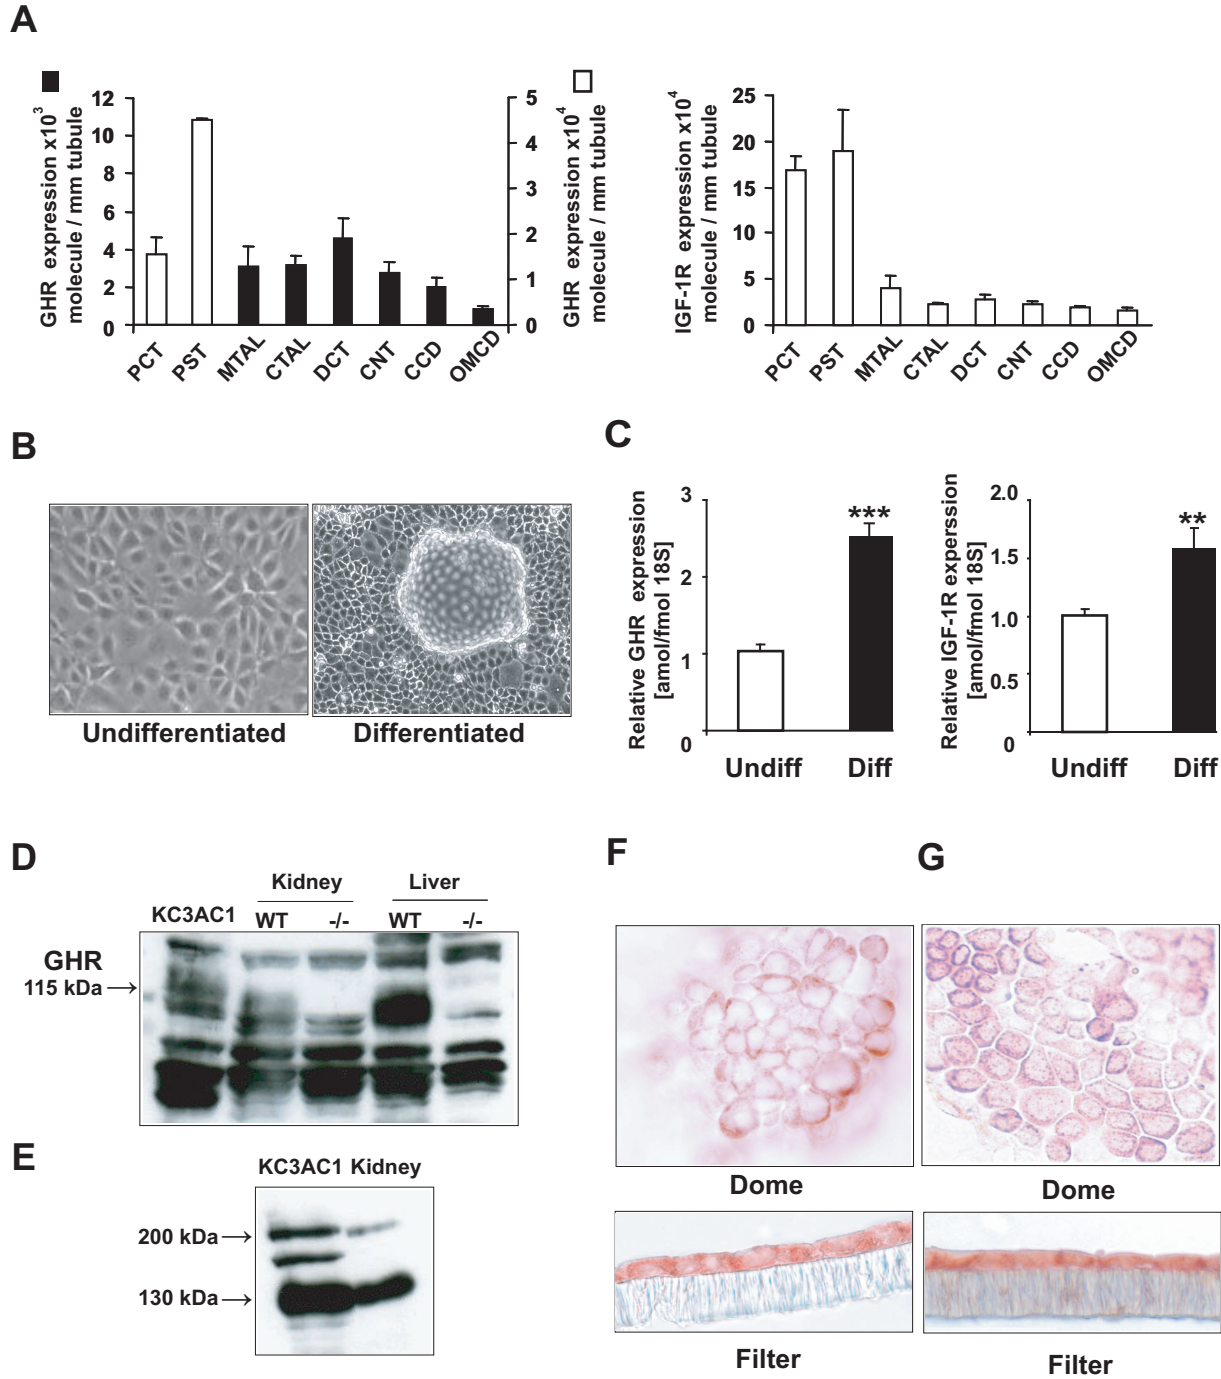 A
GHR expression x10³
molecule / mm tubule
12
10
8
6
4
2
0
5
4
3
2
1
0
GHR expression x10⁴
molecule / mm tubule
PCT PST MTAL CTAL DCT CNT CCD OMCD
IGF-1R expression x10⁴
molecule / mm tubule
25
20
15
10
5
0
PCT PST MTAL CTAL DCT CNT CCD OMCD
B
Undifferentiated Differentiated
C
Relative GHR expression
[amol/fmol 18S]
3
2
1
0
***
Undiff Diff
Relative IGF-1R experssion
[amol/fmol 18S]
2.0
1.5
1.0
0.5
0
**
Undiff Diff
D
Kidney Liver
KC3AC1 WT -/- WT -/-
GHR
115 kDa→
E
KC3AC1 Kidney
200 kDa→
130 kDa→
F
Dome
Filter
G
Dome
Filter